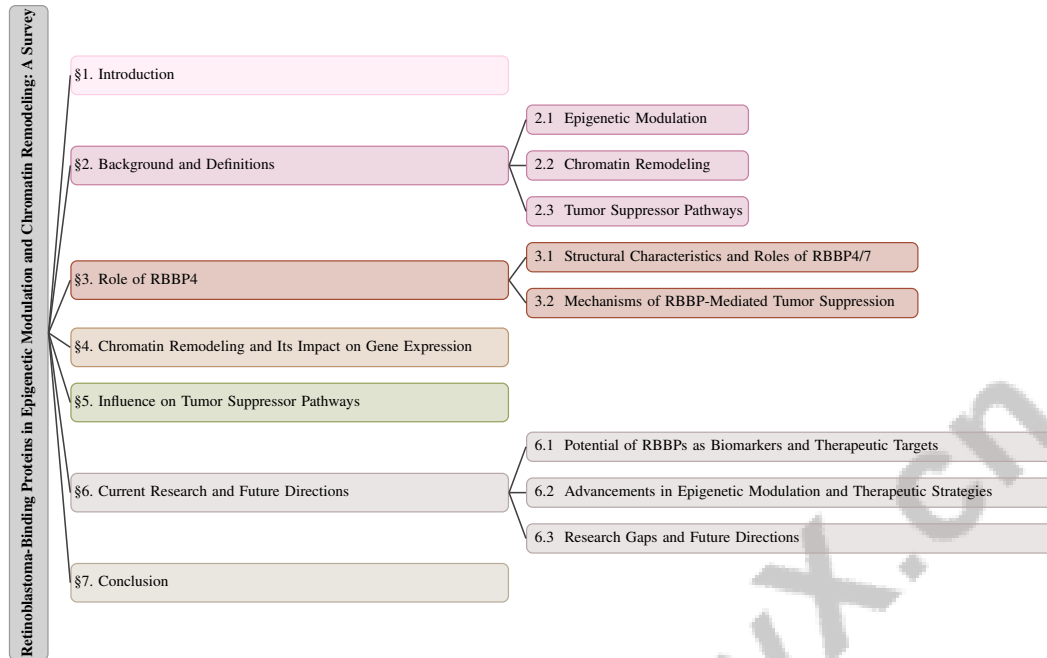 Retinoblastoma-Binding Proteins in Epigenetic Modulation and Chromatin Remodeling: A Survey
§1. Introduction
§2. Background and Definitions
2.1 Epigenetic Modulation
2.2 Chromatin Remodeling
2.3 Tumor Suppressor Pathways
§3. Role of RBBP4
3.1 Structural Characteristics and Roles of RBBP4/7
3.2 Mechanisms of RBBP-Mediated Tumor Suppression
§4. Chromatin Remodeling and Its Impact on Gene Expression
§5. Influence on Tumor Suppressor Pathways
§6. Current Research and Future Directions
6.1 Potential of RBBPs as Biomarkers and Therapeutic Targets
6.2 Advancements in Epigenetic Modulation and Therapeutic Strategies
6.3 Research Gaps and Future Directions
§7. Conclusion